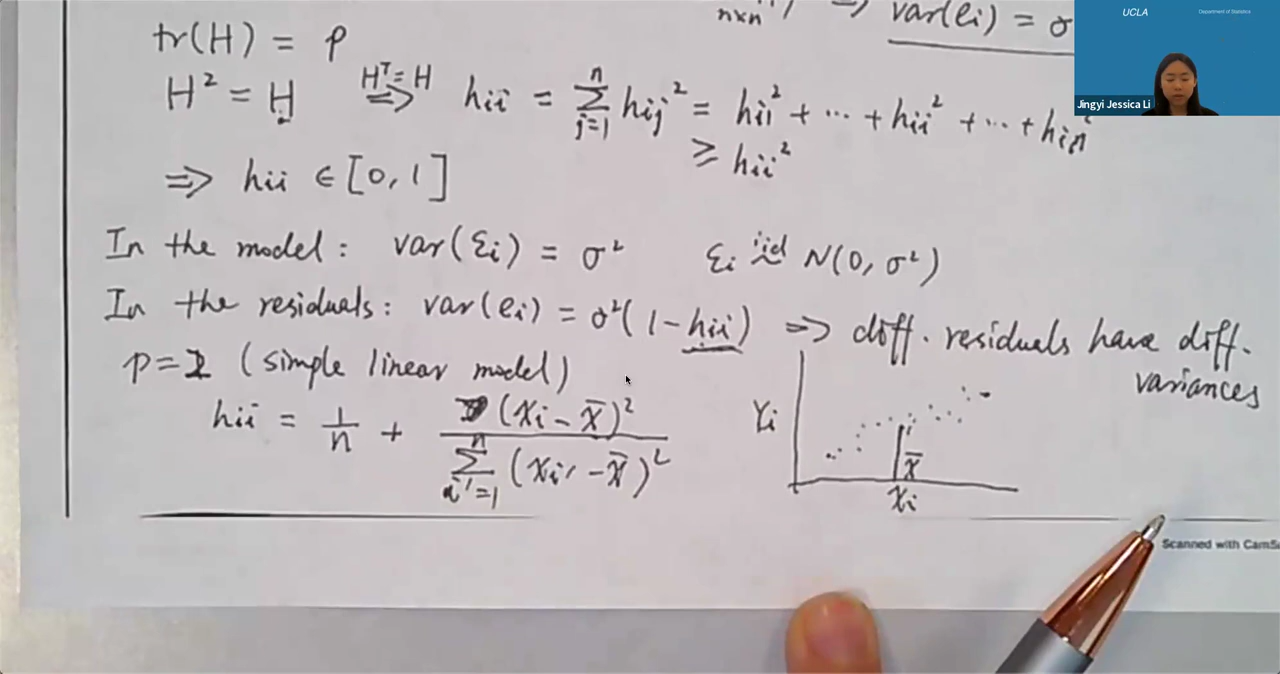 n×n ⇒ var(ei) = σ
UCLA Department of Statistics
Jingyi Jessica Li
tr(H) = p
H² = H  Hᵀ = H ⇒  hii = Σⁿⱼ₌₁ hij² = hi1² + ... + hii² + ... + hin²
≥ hii²
⇒ hii ∈ [0, 1]
In the model: var(εi) = σ²  εi iid ~ N(0, σ²)
In the residuals: var(ei) = σ²(1 - hii) ⇒ diff. residuals have diff.
variances
p=2 (simple linear model)
hii = 1/n + (xi - x̄)² / Σⁿi'=1 (xi' - x̄)²
Yi
x̄
xi
Scanned with CamSc